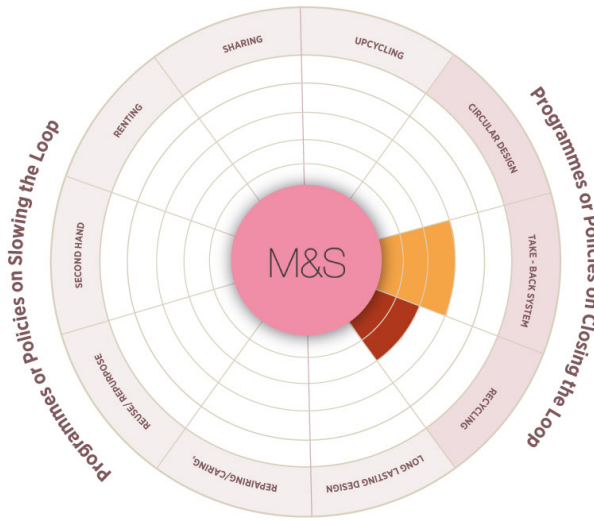 SHARING
UPCYCLING
RENTING
CIRCULAR DESIGN
SECOND HAND
M&S
TAKE - BACK SYSTEM
REUSE/ REPURPOSE
RECYCLING
REPAIRING/CARING,
LONG LASTING DESIGN
Programmes or Policies on Slowing the Loop
Programmes or Policies on Closing the Loop